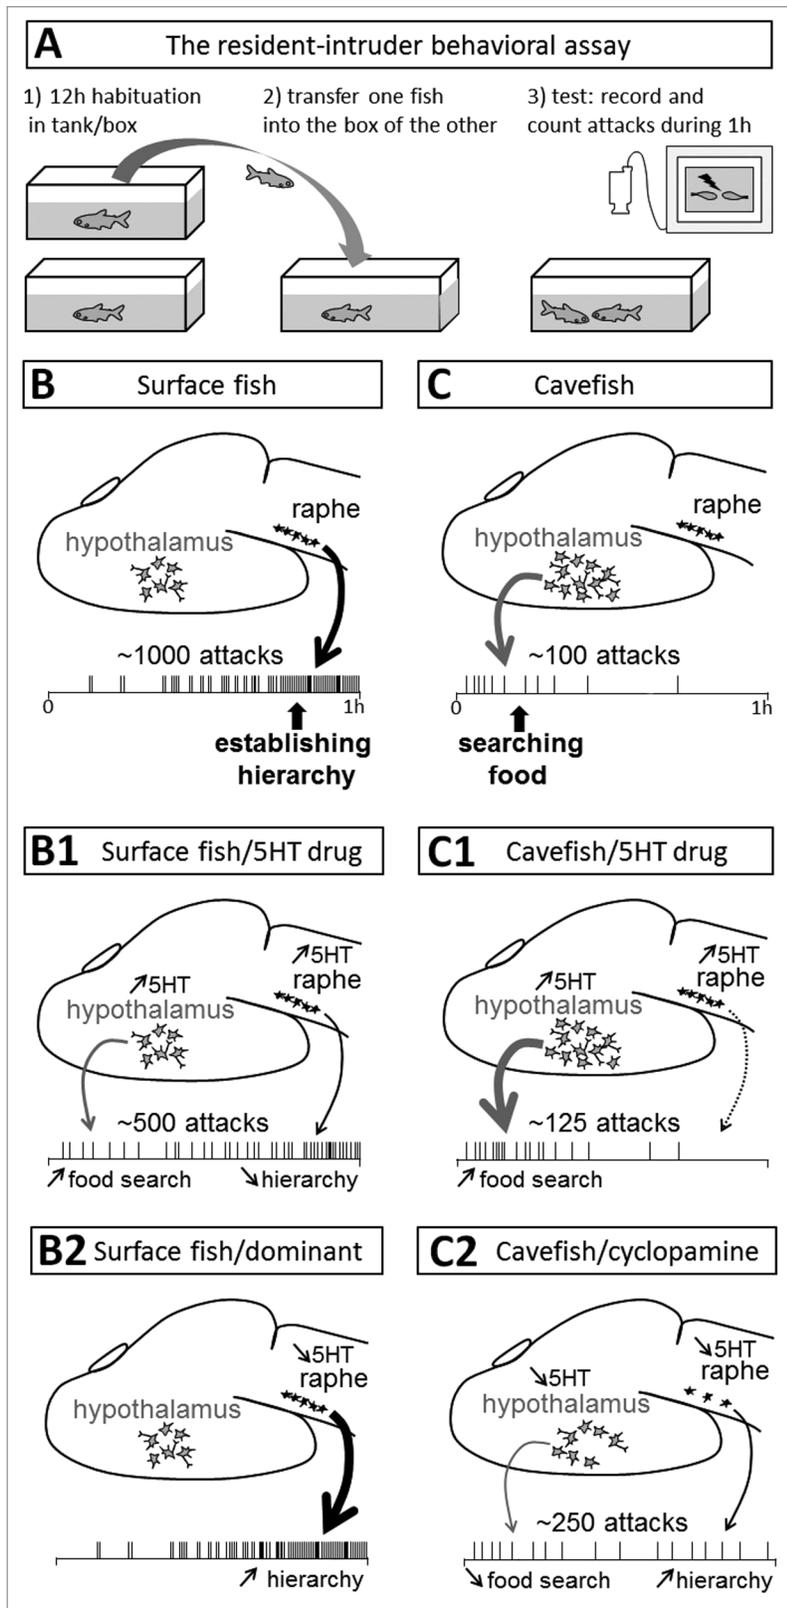 A The resident-intruder behavioral assay
1) 12h habituation
in tank/box
2) transfer one fish
into the box of the other
3) test: record and
count attacks during 1h
B Surface fish
raphe
hypothalamus
~1000 attacks
0 1h
establishing
hierarchy
C Cavefish
raphe
hypothalamus
~100 attacks
0 1h
searching
food
B1 Surface fish/5HT drug
↗5HT
raphe
↗5HT
hypothalamus
~500 attacks
↗food search ↘hierarchy
C1 Cavefish/5HT drug
↗5HT
raphe
↗5HT
hypothalamus
~125 attacks
↗food search
B2 Surface fish/dominant
↘5HT
raphe
hypothalamus
↗ hierarchy
C2 Cavefish/cyclopamine
↘5HT
raphe
↘5HT
hypothalamus
~250 attacks
↘food search ↗hierarchy